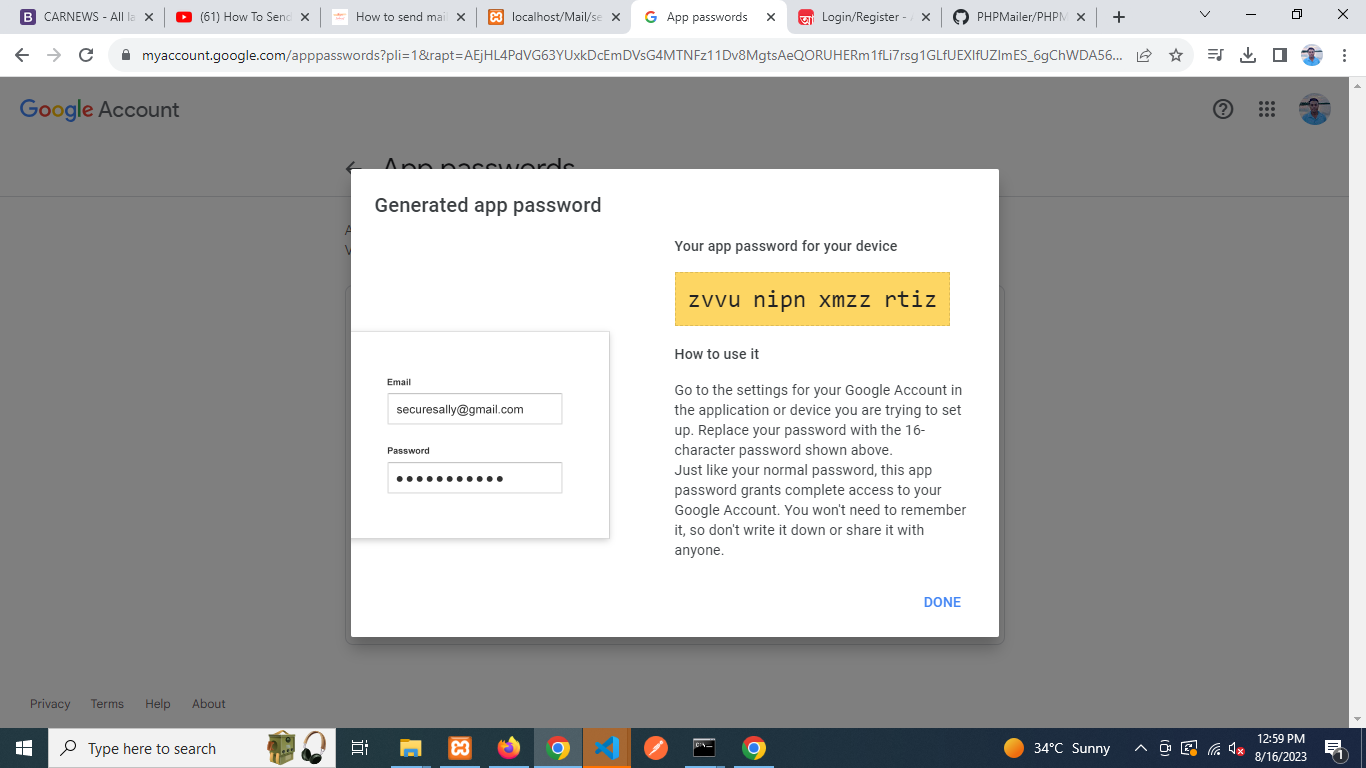 CARNEWS - All la
(61) How To Send
How to send mai
localhost/Mail/se
App passwords
Login/Register - A
PHPMailer/PHPM
myaccount.google.com/apppasswords?pli=1&rapt=AEjHL4PdVG63YUxkDcEmDVsG4MTNFz11Dv8MgtsAeQORUHERm1fLi7rsg1GLfUEXlfUZImES_6gChWDA56...
Google Account
App passwords
Generated app password
Your app password for your device
zvvu nipn xmzz rtiz
How to use it
Go to the settings for your Google Account in
the application or device you are trying to set
up. Replace your password with the 16-
character password shown above.
Just like your normal password, this app
password grants complete access to your
Google Account. You won't need to remember
it, so don't write it down or share it with
anyone.
Email
securesally@gmail.com
Password
DONE
Privacy Terms Help About
Type here to search
34°C Sunny
12:59 PM
8/16/2023
1